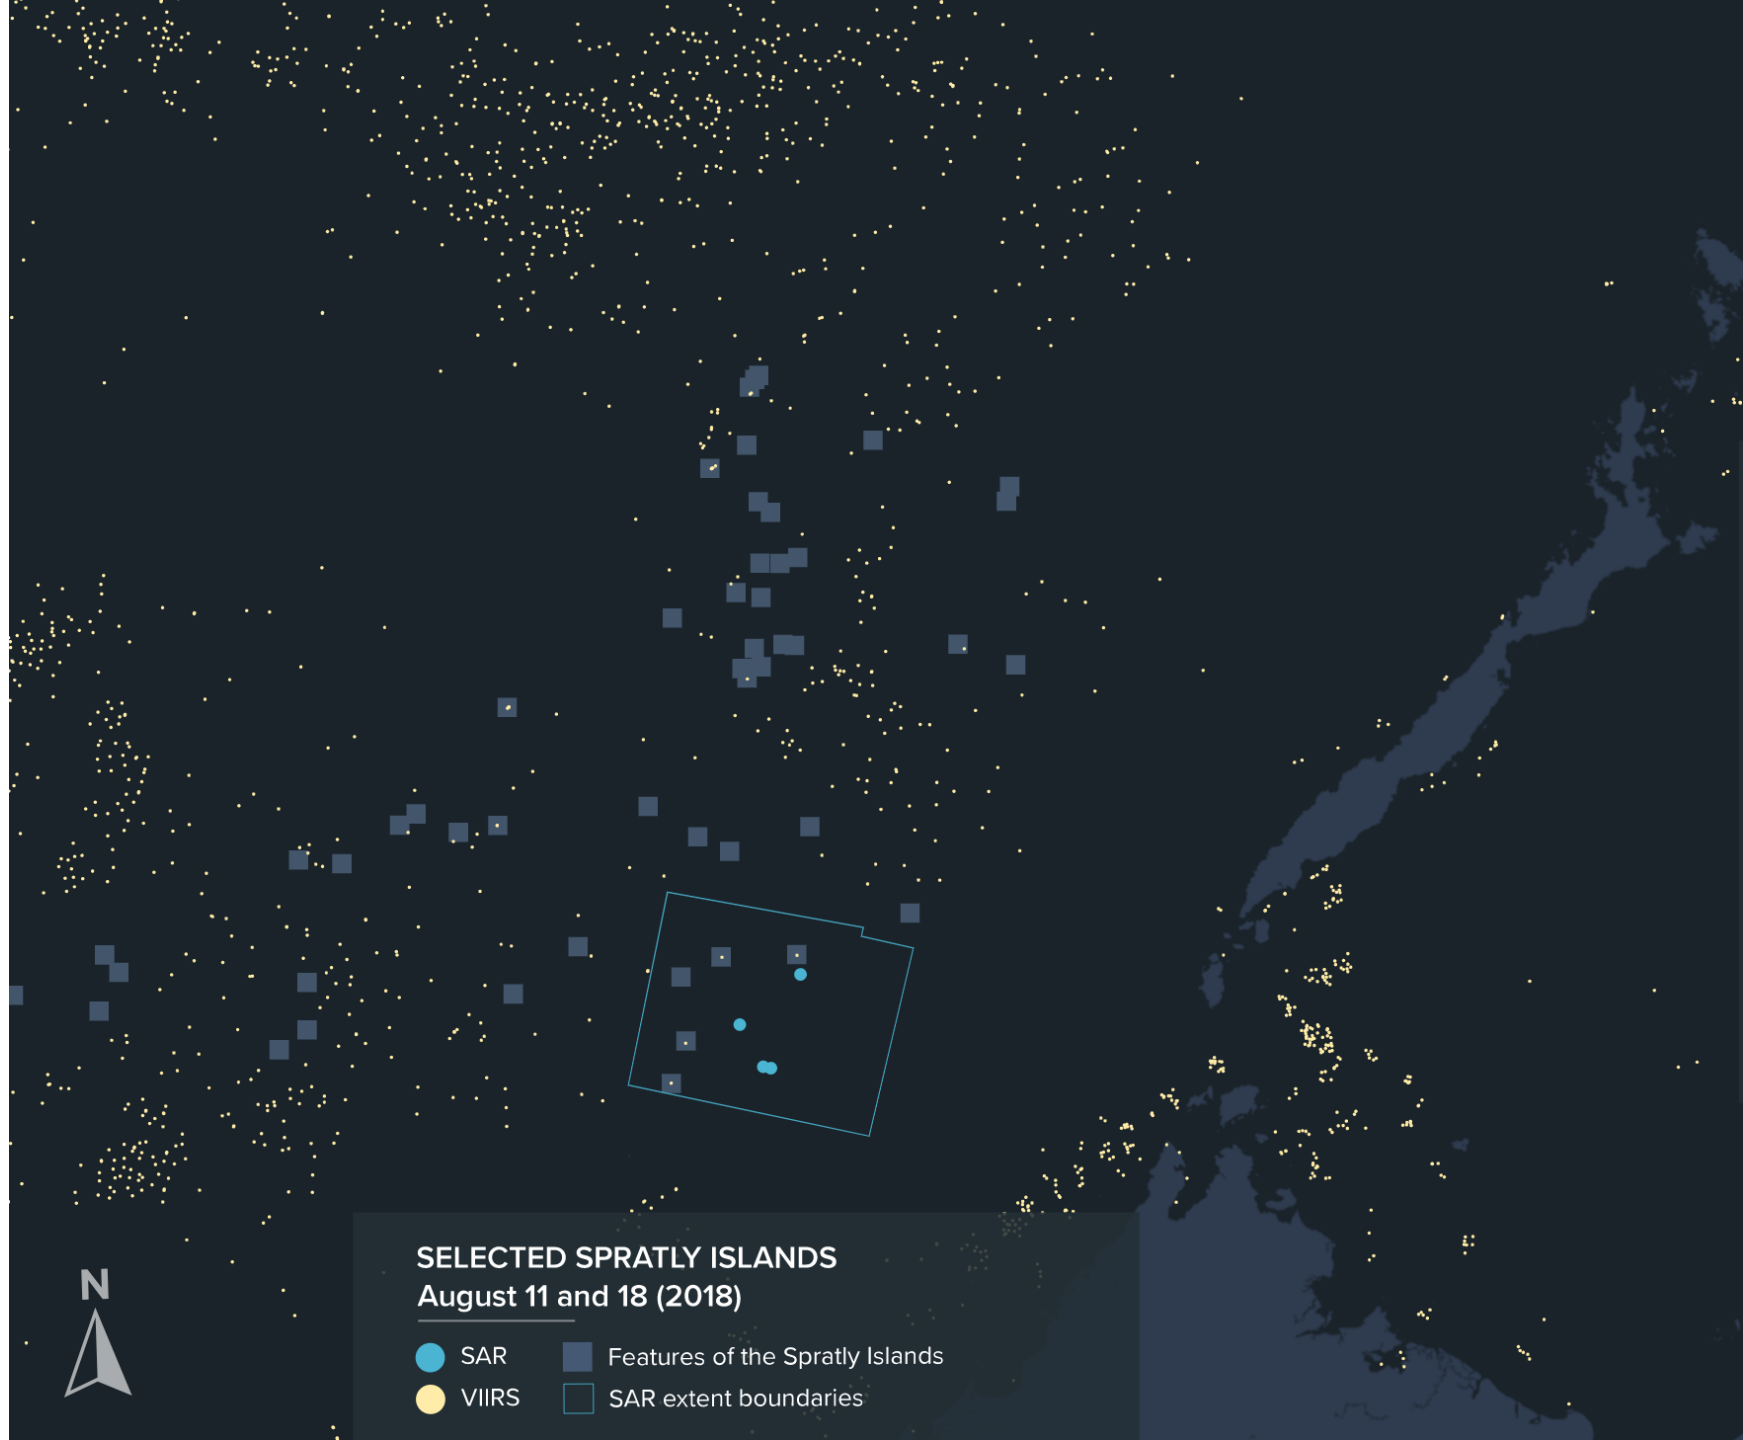 SELECTED SPRATLY ISLANDS
August 11 and 18 (2018)
N
SAR
Features of the Spratly Islands
VIIRS
SAR extent boundaries